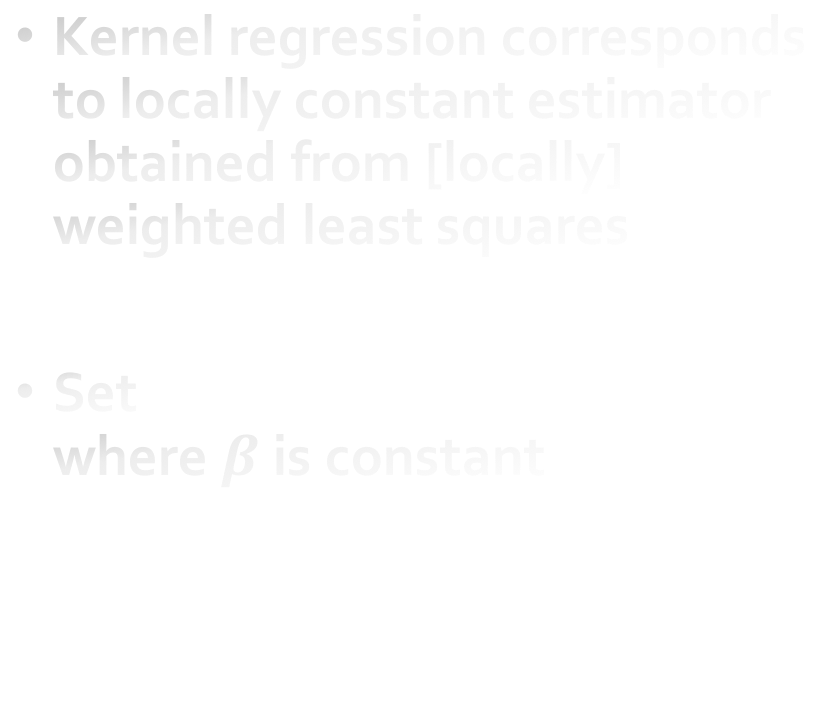 • Kernel regression corresponds
to locally constant estimator
obtained from [locally]
weighted least squares
• Set
where β is constant